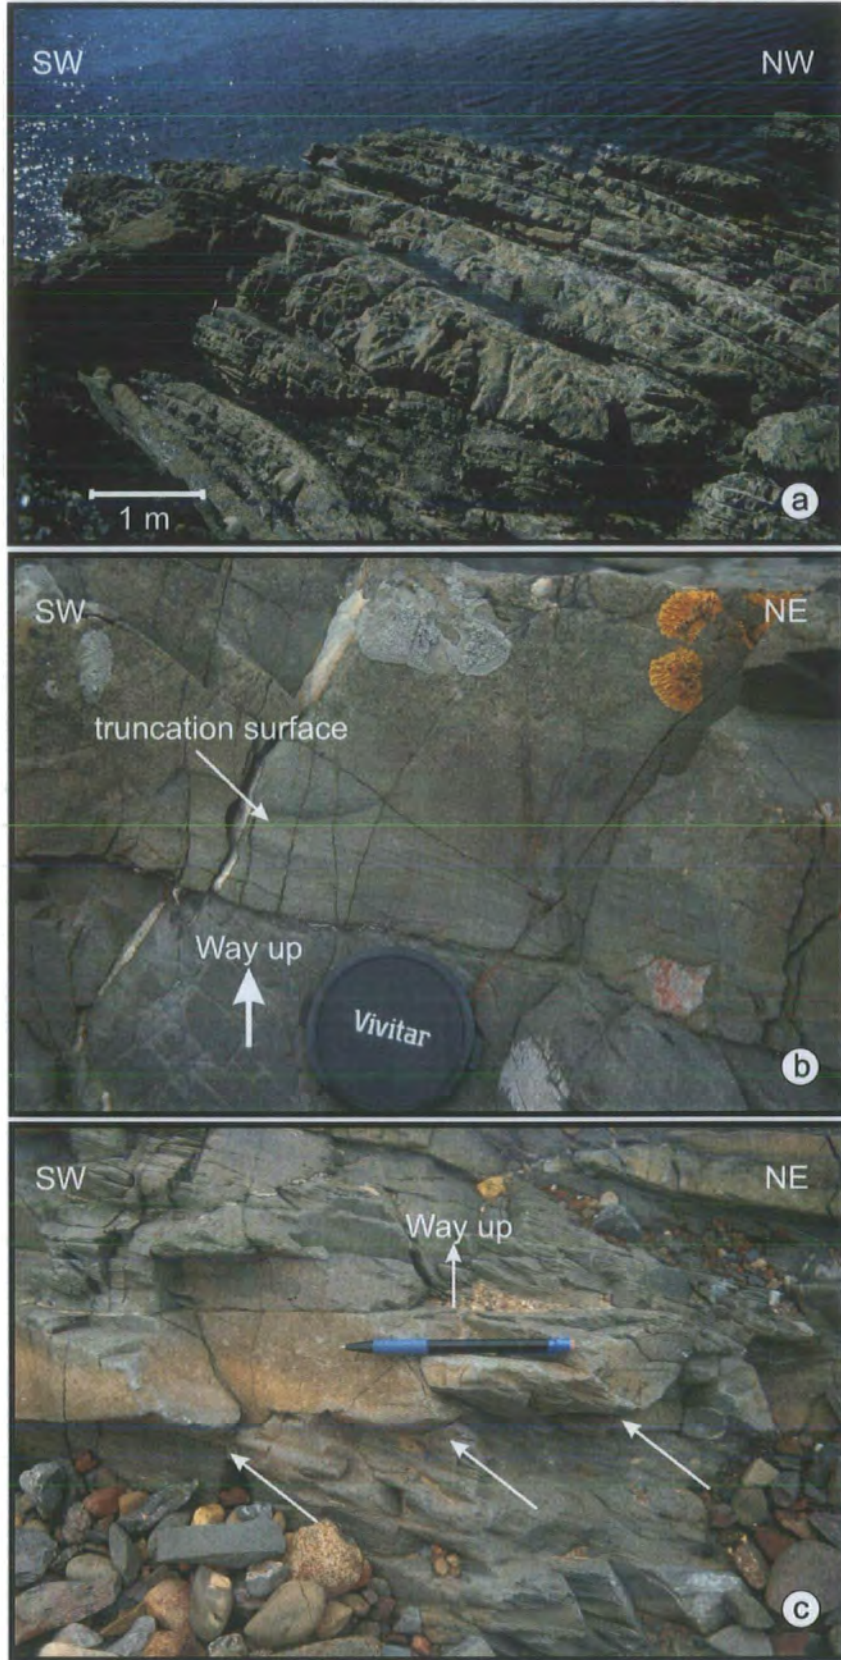 SW NW
1 m
a
SW NE
truncation surface
Way up
Vivitar
b
SW NE
Way up
c